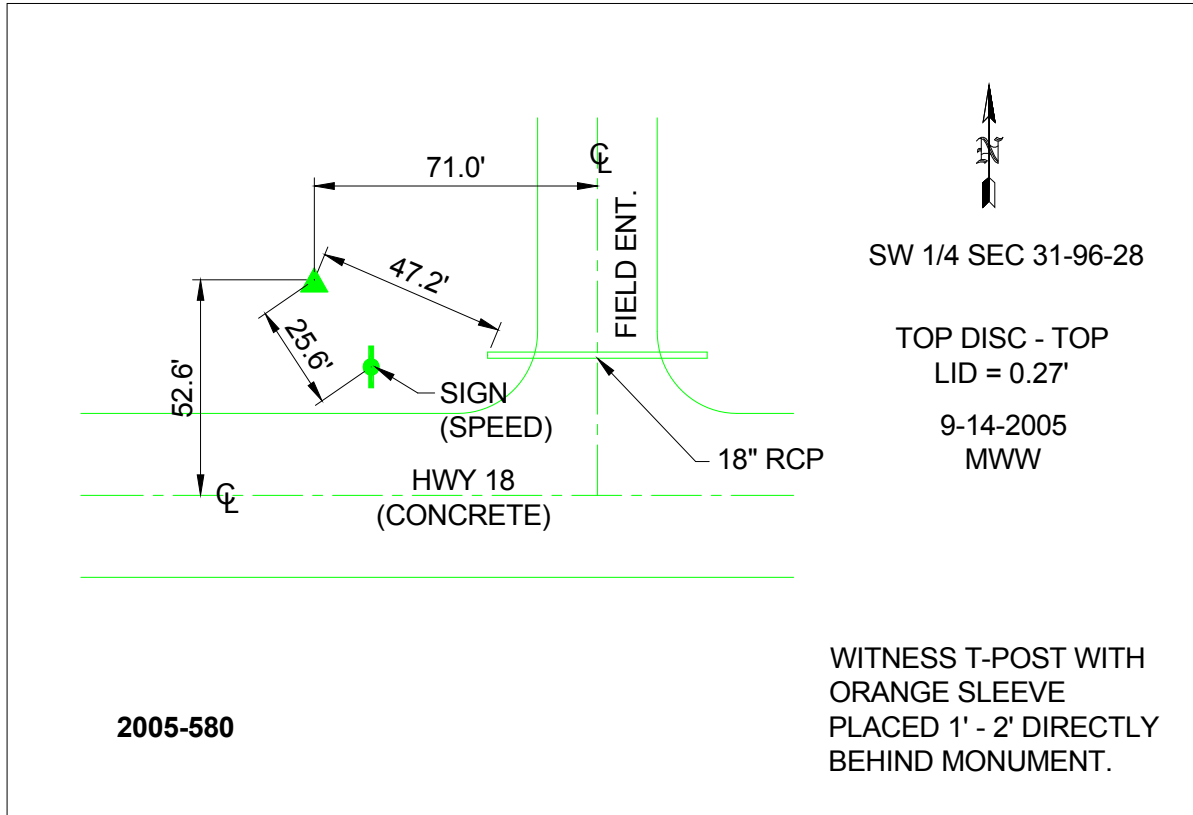 71.0'
℄
FIELD ENT.
N
47.2'
25.6'
52.6'
SIGN
(SPEED)
18" RCP
℄
HWY 18
(CONCRETE)
SW 1/4 SEC 31-96-28
TOP DISC - TOP
LID = 0.27'
9-14-2005
MWW
2005-580
WITNESS T-POST WITH
ORANGE SLEEVE
PLACED 1' - 2' DIRECTLY
BEHIND MONUMENT.